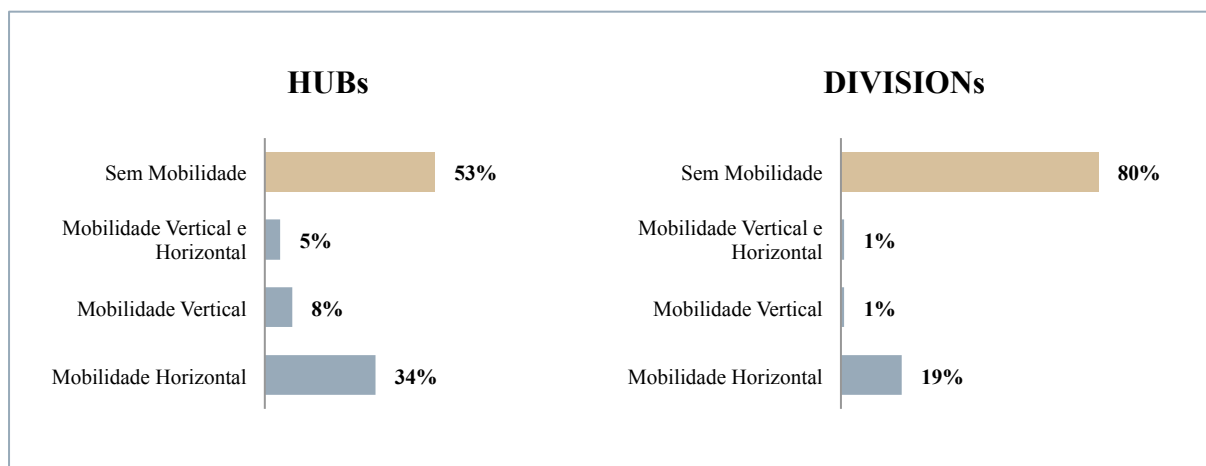 HUBs
Sem Mobilidade
53%
Mobilidade Vertical e
Horizontal
5%
Mobilidade Vertical
8%
Mobilidade Horizontal
34%
DIVISIONs
Sem Mobilidade
80%
Mobilidade Vertical e
Horizontal
1%
Mobilidade Vertical
1%
Mobilidade Horizontal
19%